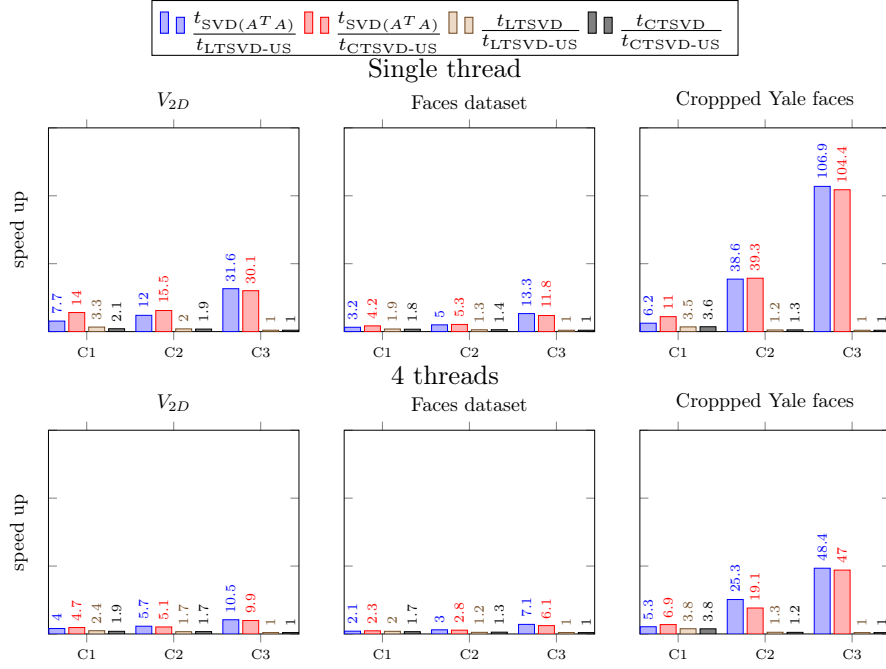 t_SVD(A^T A) / t_LTSVD-US t_SVD(A^T A) / t_CTSVD-US t_LTSVD / t_LTSVD-US t_CTSVD / t_CTSVD-US
Single thread
V_2D Faces dataset Croppped Yale faces
speed up
7.7 14 3.3 2.1 12 15.5 2 1.9 31.6 30.1 1 1
3.2 4.2 1.9 1.8 5 5.3 1.3 1.4 13.3 11.8 1 1
6.2 11 3.5 3.6 38.6 39.3 1.2 1.3 106.9 104.4 1 1
C1 C2 C3 C1 C2 C3 C1 C2 C3
4 threads
V_2D Faces dataset Croppped Yale faces
speed up
4 4.7 2.4 1.9 5.7 5.1 1.7 1.7 10.5 9.9 1 1
2.1 2.3 2 1.7 3 2.8 1.2 1.3 7.1 6.1 1 1
5.3 6.9 3.8 3.8 25.3 19.1 1.3 1.2 48.4 47 1 1
C1 C2 C3 C1 C2 C3 C1 C2 C3